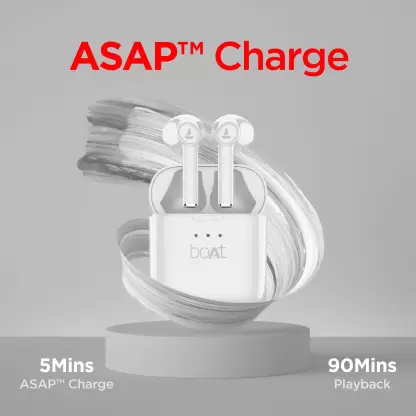 ASAP™ Charge
boAt
5Mins
ASAP™ Charge
90Mins
Playback